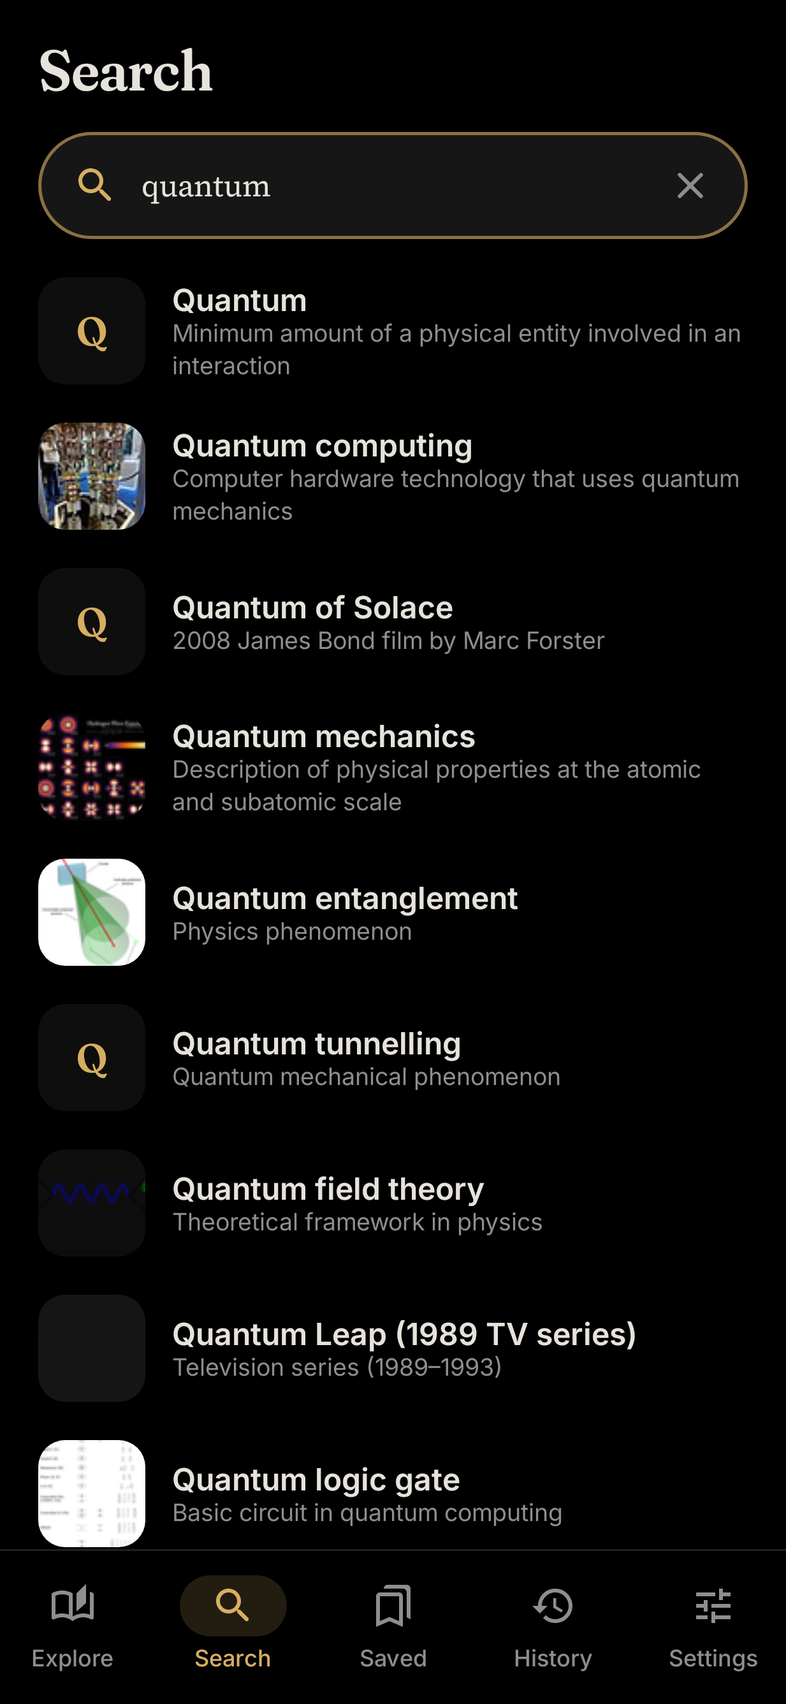 Search
quantum
Q
Quantum
Minimum amount of a physical entity involved in an
interaction
Quantum computing
Computer hardware technology that uses quantum
mechanics
Q
Quantum of Solace
2008 James Bond film by Marc Forster
Quantum mechanics
Description of physical properties at the atomic
and subatomic scale
Quantum entanglement
Physics phenomenon
Q
Quantum tunnelling
Quantum mechanical phenomenon
Quantum field theory
Theoretical framework in physics
Quantum Leap (1989 TV series)
Television series (1989–1993)
Quantum logic gate
Basic circuit in quantum computing
Explore
Search
Saved
History
Settings